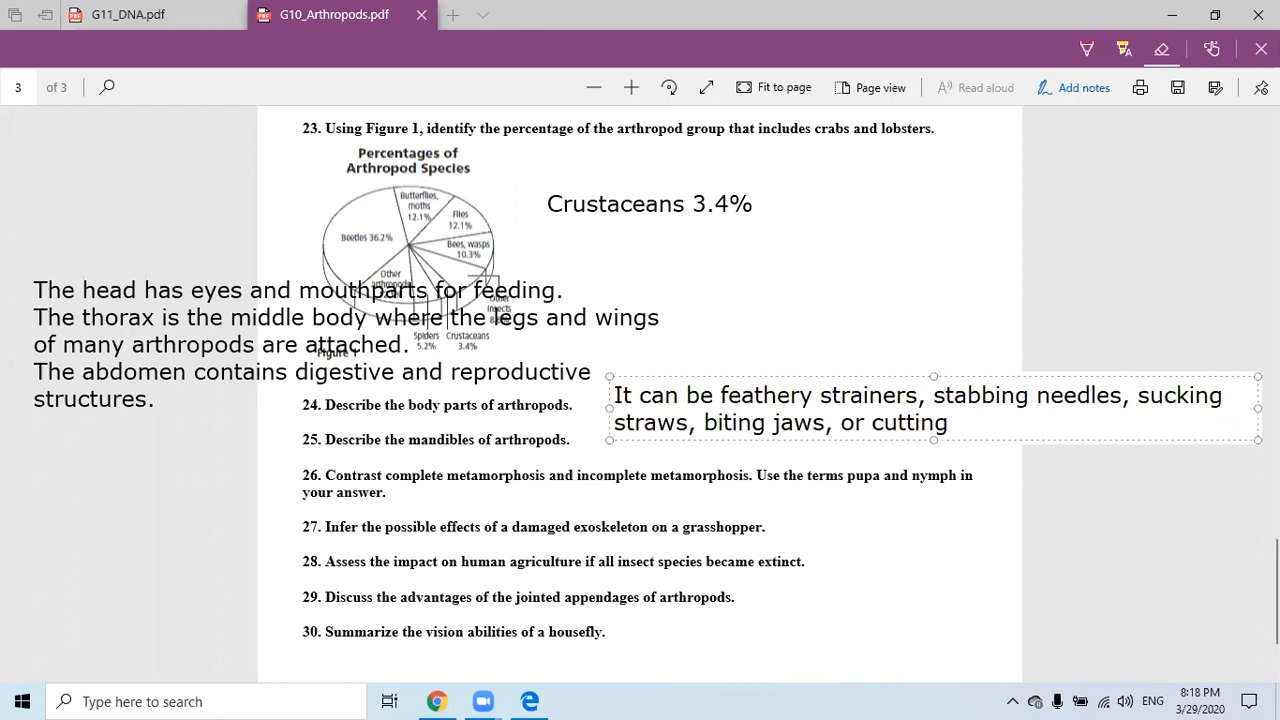 G11_DNA.pdf
G10_Arthropods.pdf
3 of 3
Fit to page
Page view
Read aloud
Add notes
23. Using Figure 1, identify the percentage of the arthropod group that includes crabs and lobsters.
Percentages of
Arthropod Species
Butterflies,
moths
12.1%
Flies
12.1%
Beetles 36.2%
Bees, wasps
10.3%
Other
arthropods
Other
insects
Spiders
5.2%
Crustaceans
3.4%
Figure 1
Crustaceans 3.4%
The head has eyes and mouthparts for feeding.
The thorax is the middle body where the legs and wings
of many arthropods are attached.
The abdomen contains digestive and reproductive
structures.
24. Describe the body parts of arthropods.
It can be feathery strainers, stabbing needles, sucking
straws, biting jaws, or cutting
25. Describe the mandibles of arthropods.
26. Contrast complete metamorphosis and incomplete metamorphosis. Use the terms pupa and nymph in
your answer.
27. Infer the possible effects of a damaged exoskeleton on a grasshopper.
28. Assess the impact on human agriculture if all insect species became extinct.
29. Discuss the advantages of the jointed appendages of arthropods.
30. Summarize the vision abilities of a housefly.
Type here to search
ENG
8:18 PM
3/29/2020